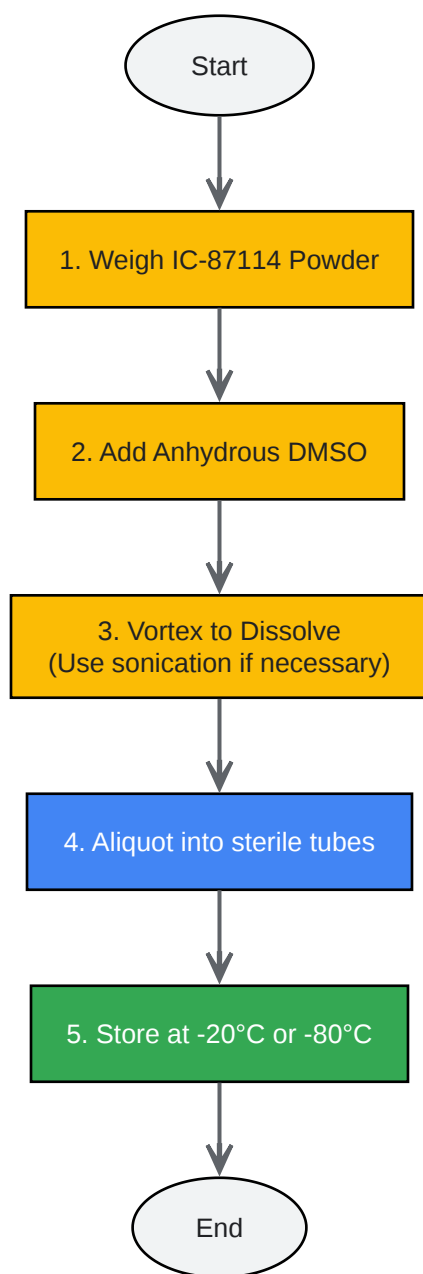 Start
1. Weigh IC-87114 Powder
2. Add Anhydrous DMSO
3. Vortex to Dissolve
(Use sonication if necessary)
4. Aliquot into sterile tubes
5. Store at -20°C or -80°C
End